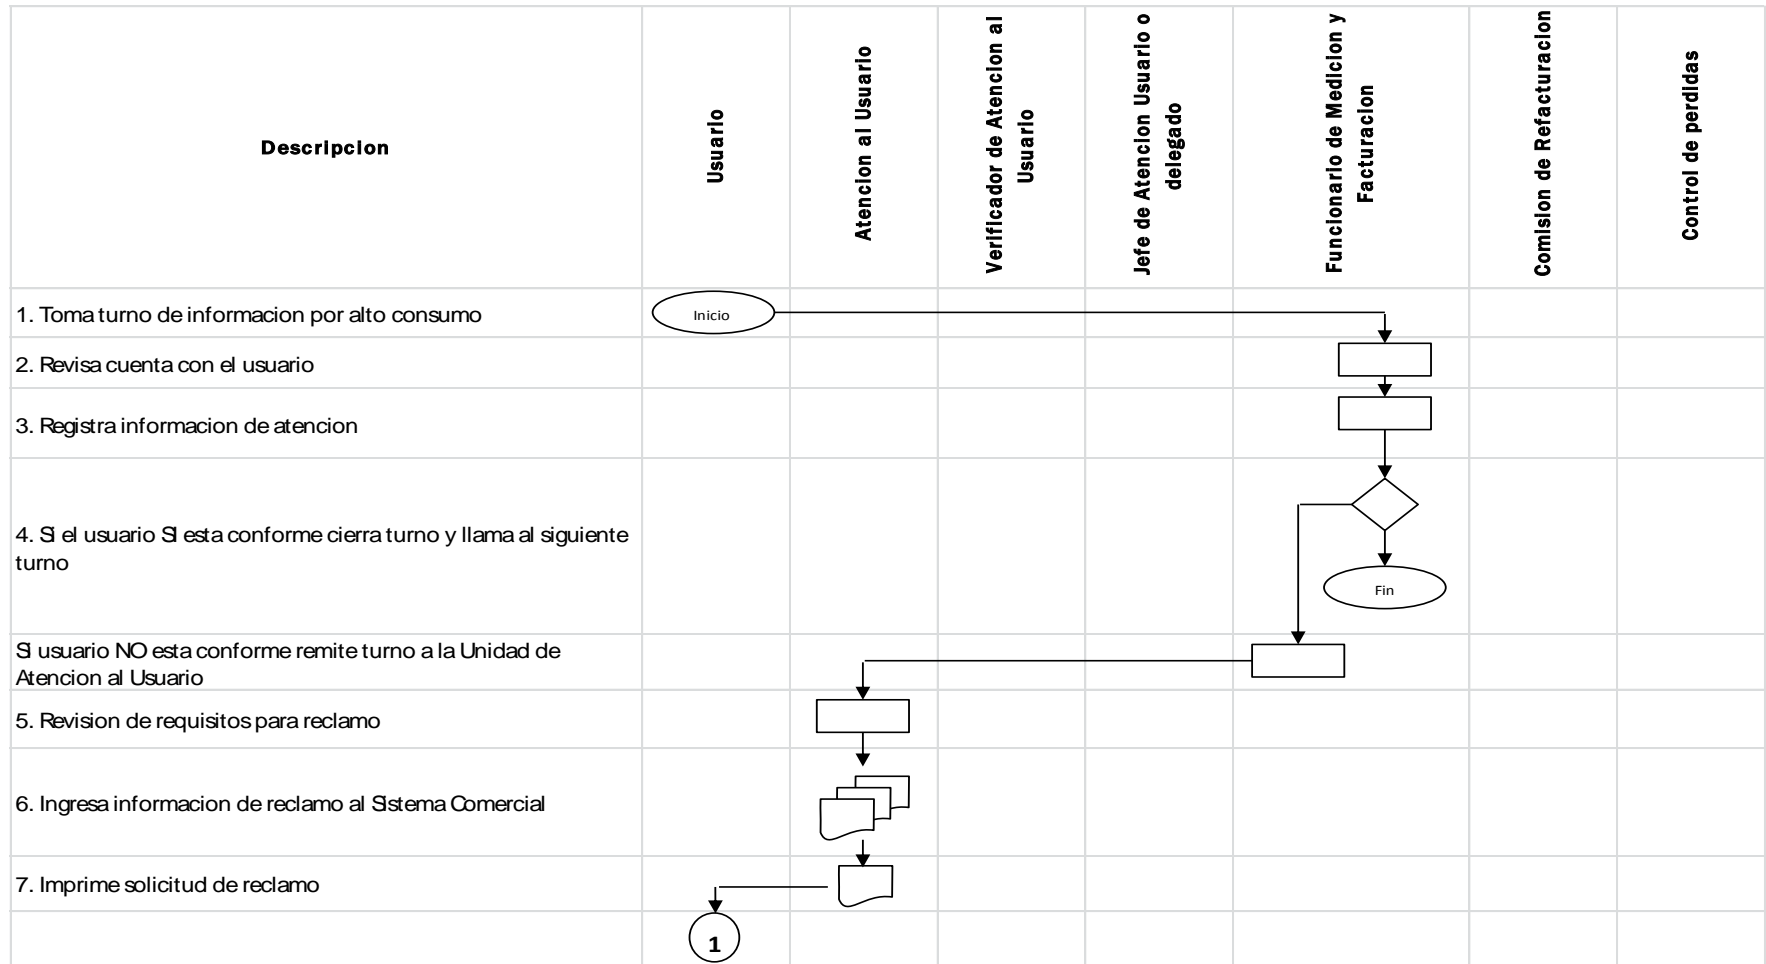 Descripcion
Usuario
Atencion al Usuario
Verificador de Atencion al
Usuario
Jefe de Atencion Usuario o
delegado
Funcionario de Medicion y
Facturacion
Comision de Refacturacion
Control de perdidas
1. Toma turno de informacion por alto consumo
Inicio
2. Revisa cuenta con el usuario
3. Registra informacion de atencion
4. Si el usuario SI esta conforme cierra turno y llama al siguiente
turno
Fin
Si usuario NO esta conforme remite turno a la Unidad de
Atencion al Usuario
5. Revision de requisitos para reclamo
6. Ingresa informacion de reclamo al Sistema Comercial
7. Imprime solicitud de reclamo
1